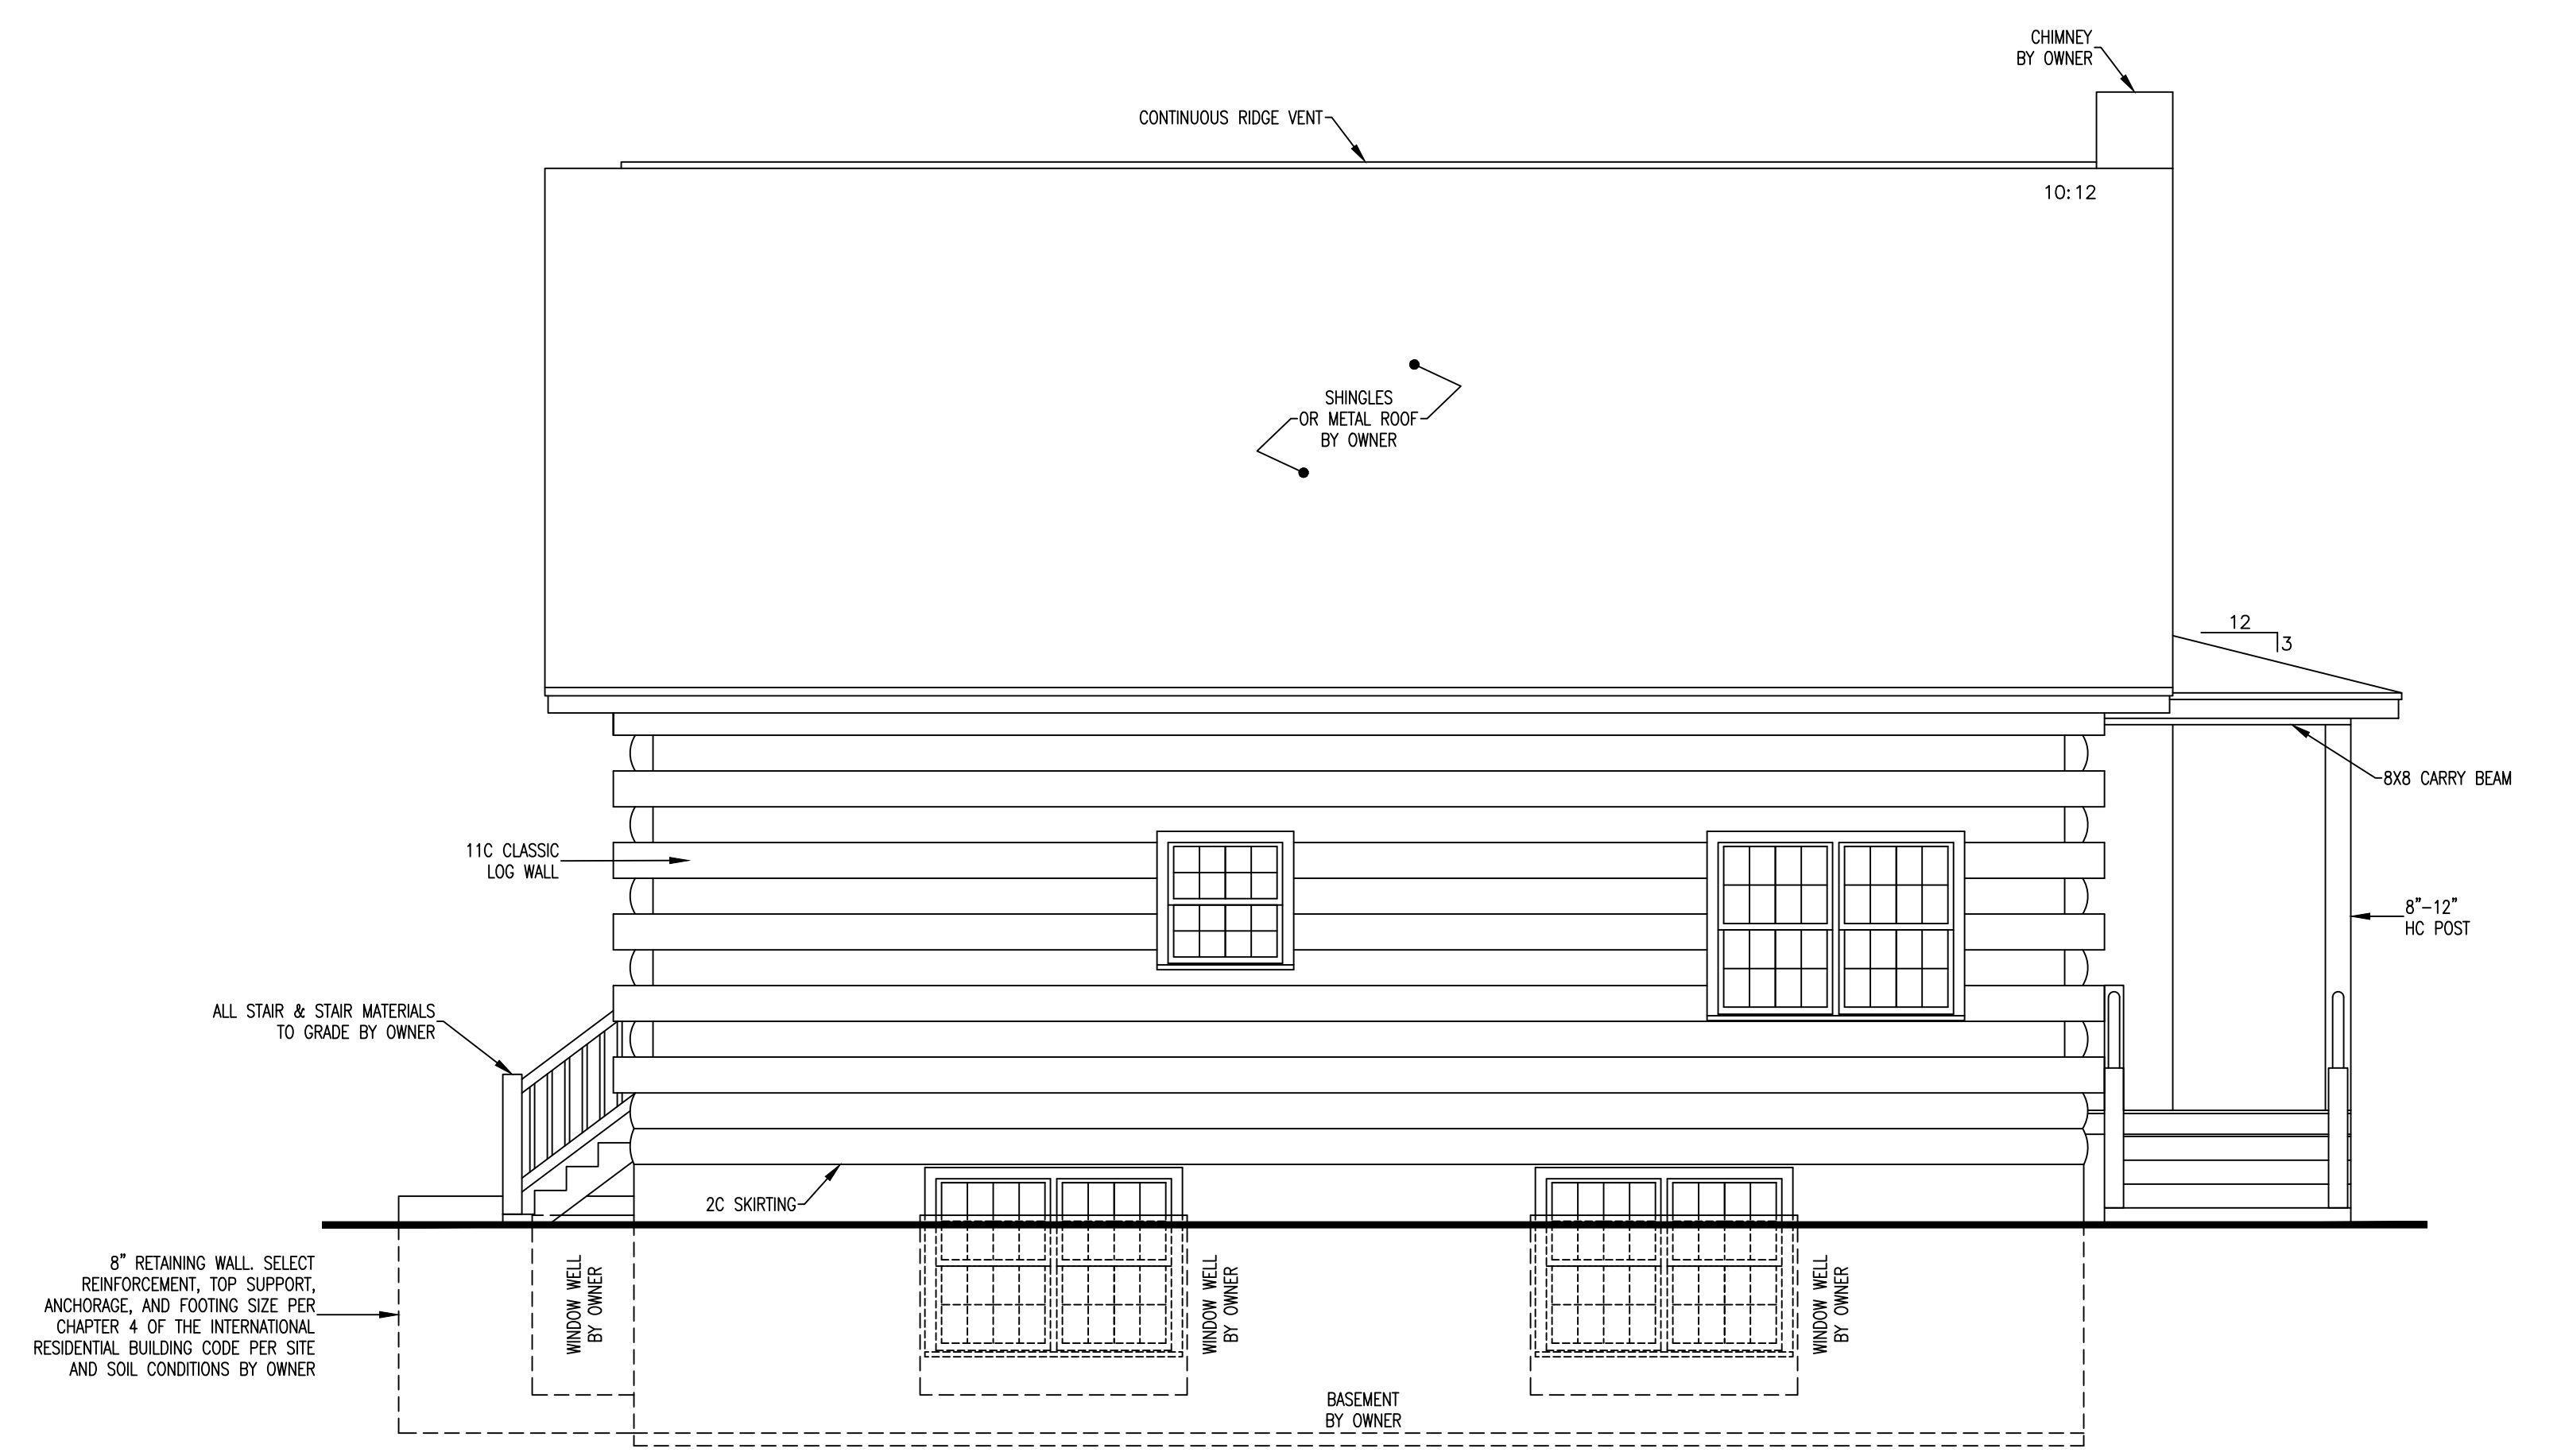 CHIMNEY
BY OWNER
CONTINUOUS RIDGE VENT
10:12
SHINGLES
OR METAL ROOF
BY OWNER
12
3
8X8 CARRY BEAM
11C CLASSIC
LOG WALL
8"-12"
HC POST
ALL STAIR & STAIR MATERIALS
TO GRADE BY OWNER
2C SKIRTING
8" RETAINING WALL. SELECT
REINFORCEMENT, TOP SUPPORT,
ANCHORAGE, AND FOOTING SIZE PER
CHAPTER 4 OF THE INTERNATIONAL
RESIDENTIAL BUILDING CODE PER SITE
AND SOIL CONDITIONS BY OWNER
WINDOW WELL
BY OWNER
WINDOW WELL
BY OWNER
WINDOW WELL
BY OWNER
BASEMENT
BY OWNER